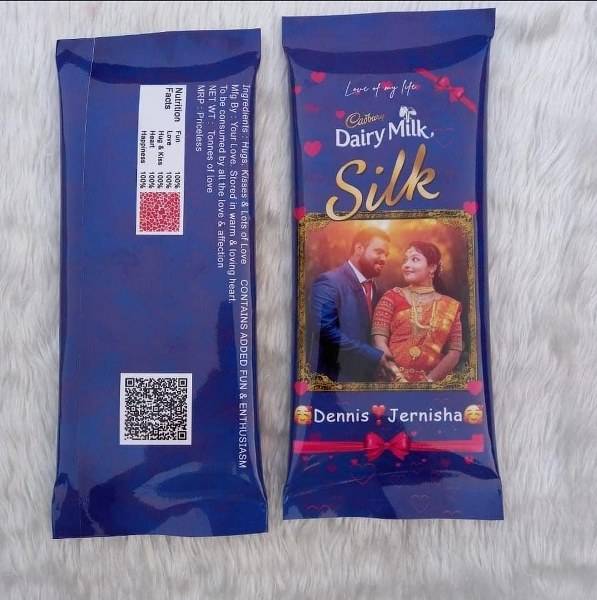 Ingredients : Hugs, Kisses & Lots of Love CONTAINS ADDED FUN & ENTHUSIASM
Mfg By : Your Love. Stored in warm & loving heart.
To be consumed by all the love & affection
NET WT : Tonnes of love
MRP : Priceless
Nutrition Facts
Fun 100%
Love 100%
Hug & Kiss 100%
Heart 100%
Happiness 100%
Love of my life
Cadbury
Dairy Milk
Silk
🥰Dennis❣️Jernisha🥰